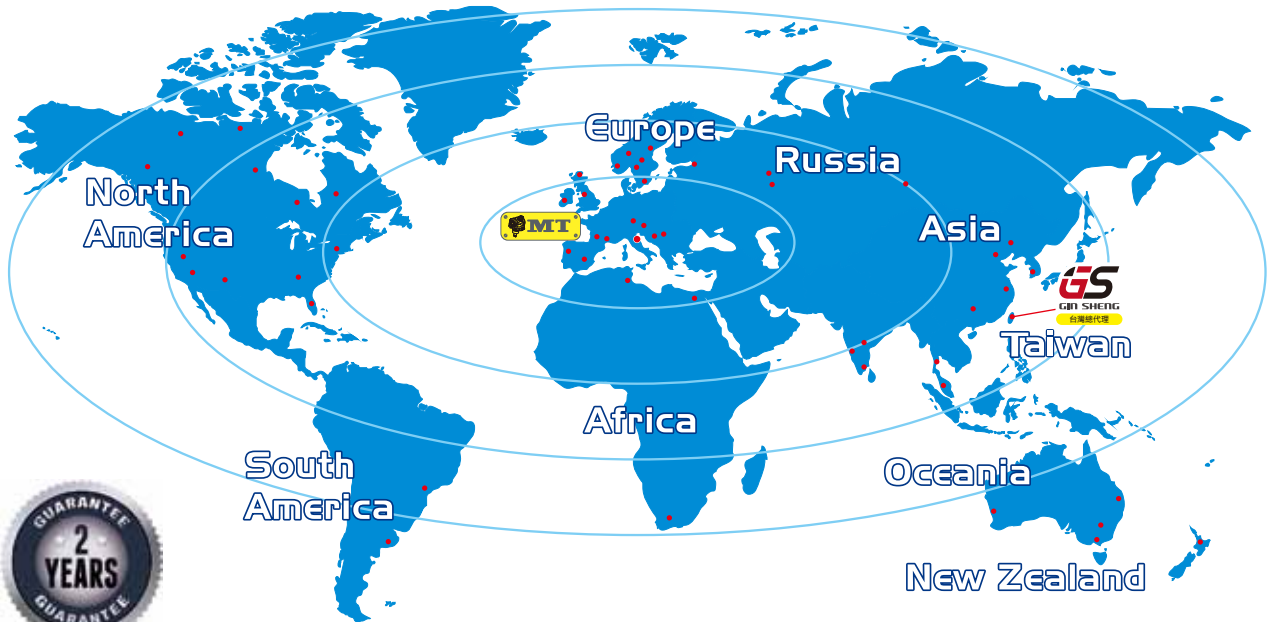 Europe
Russia
North
America
OMT
Asia
GS
GIN SHENG
台灣總代理
Taiwan
Africa
South
America
Oceania
New Zealand
GUARANTEE
2
YEARS
GUARANTEE